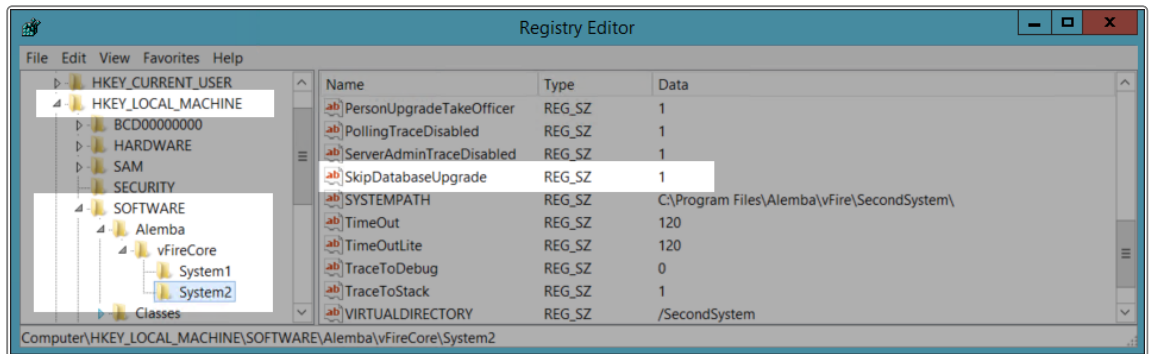 Registry Editor
File Edit View Favorites Help
HKEY_CURRENT_USER
HKEY_LOCAL_MACHINE
BCD00000000
HARDWARE
SAM
SECURITY
SOFTWARE
Alemba
vFireCore
System1
System2
Classes
Name Type Data
PersonUpgradeTakeOfficer REG_SZ 1
PollingTraceDisabled REG_SZ 1
ServerAdminTraceDisabled REG_SZ 1
SkipDatabaseUpgrade REG_SZ 1
SYSTEMPATH REG_SZ C:\Program Files\Alemba\vFire\SecondSystem\
TimeOut REG_SZ 120
TimeOutLite REG_SZ 120
TraceToDebug REG_SZ 0
TraceToStack REG_SZ 1
VIRTUALDIRECTORY REG_SZ /SecondSystem
Computer\HKEY_LOCAL_MACHINE\SOFTWARE\Alemba\vFireCore\System2